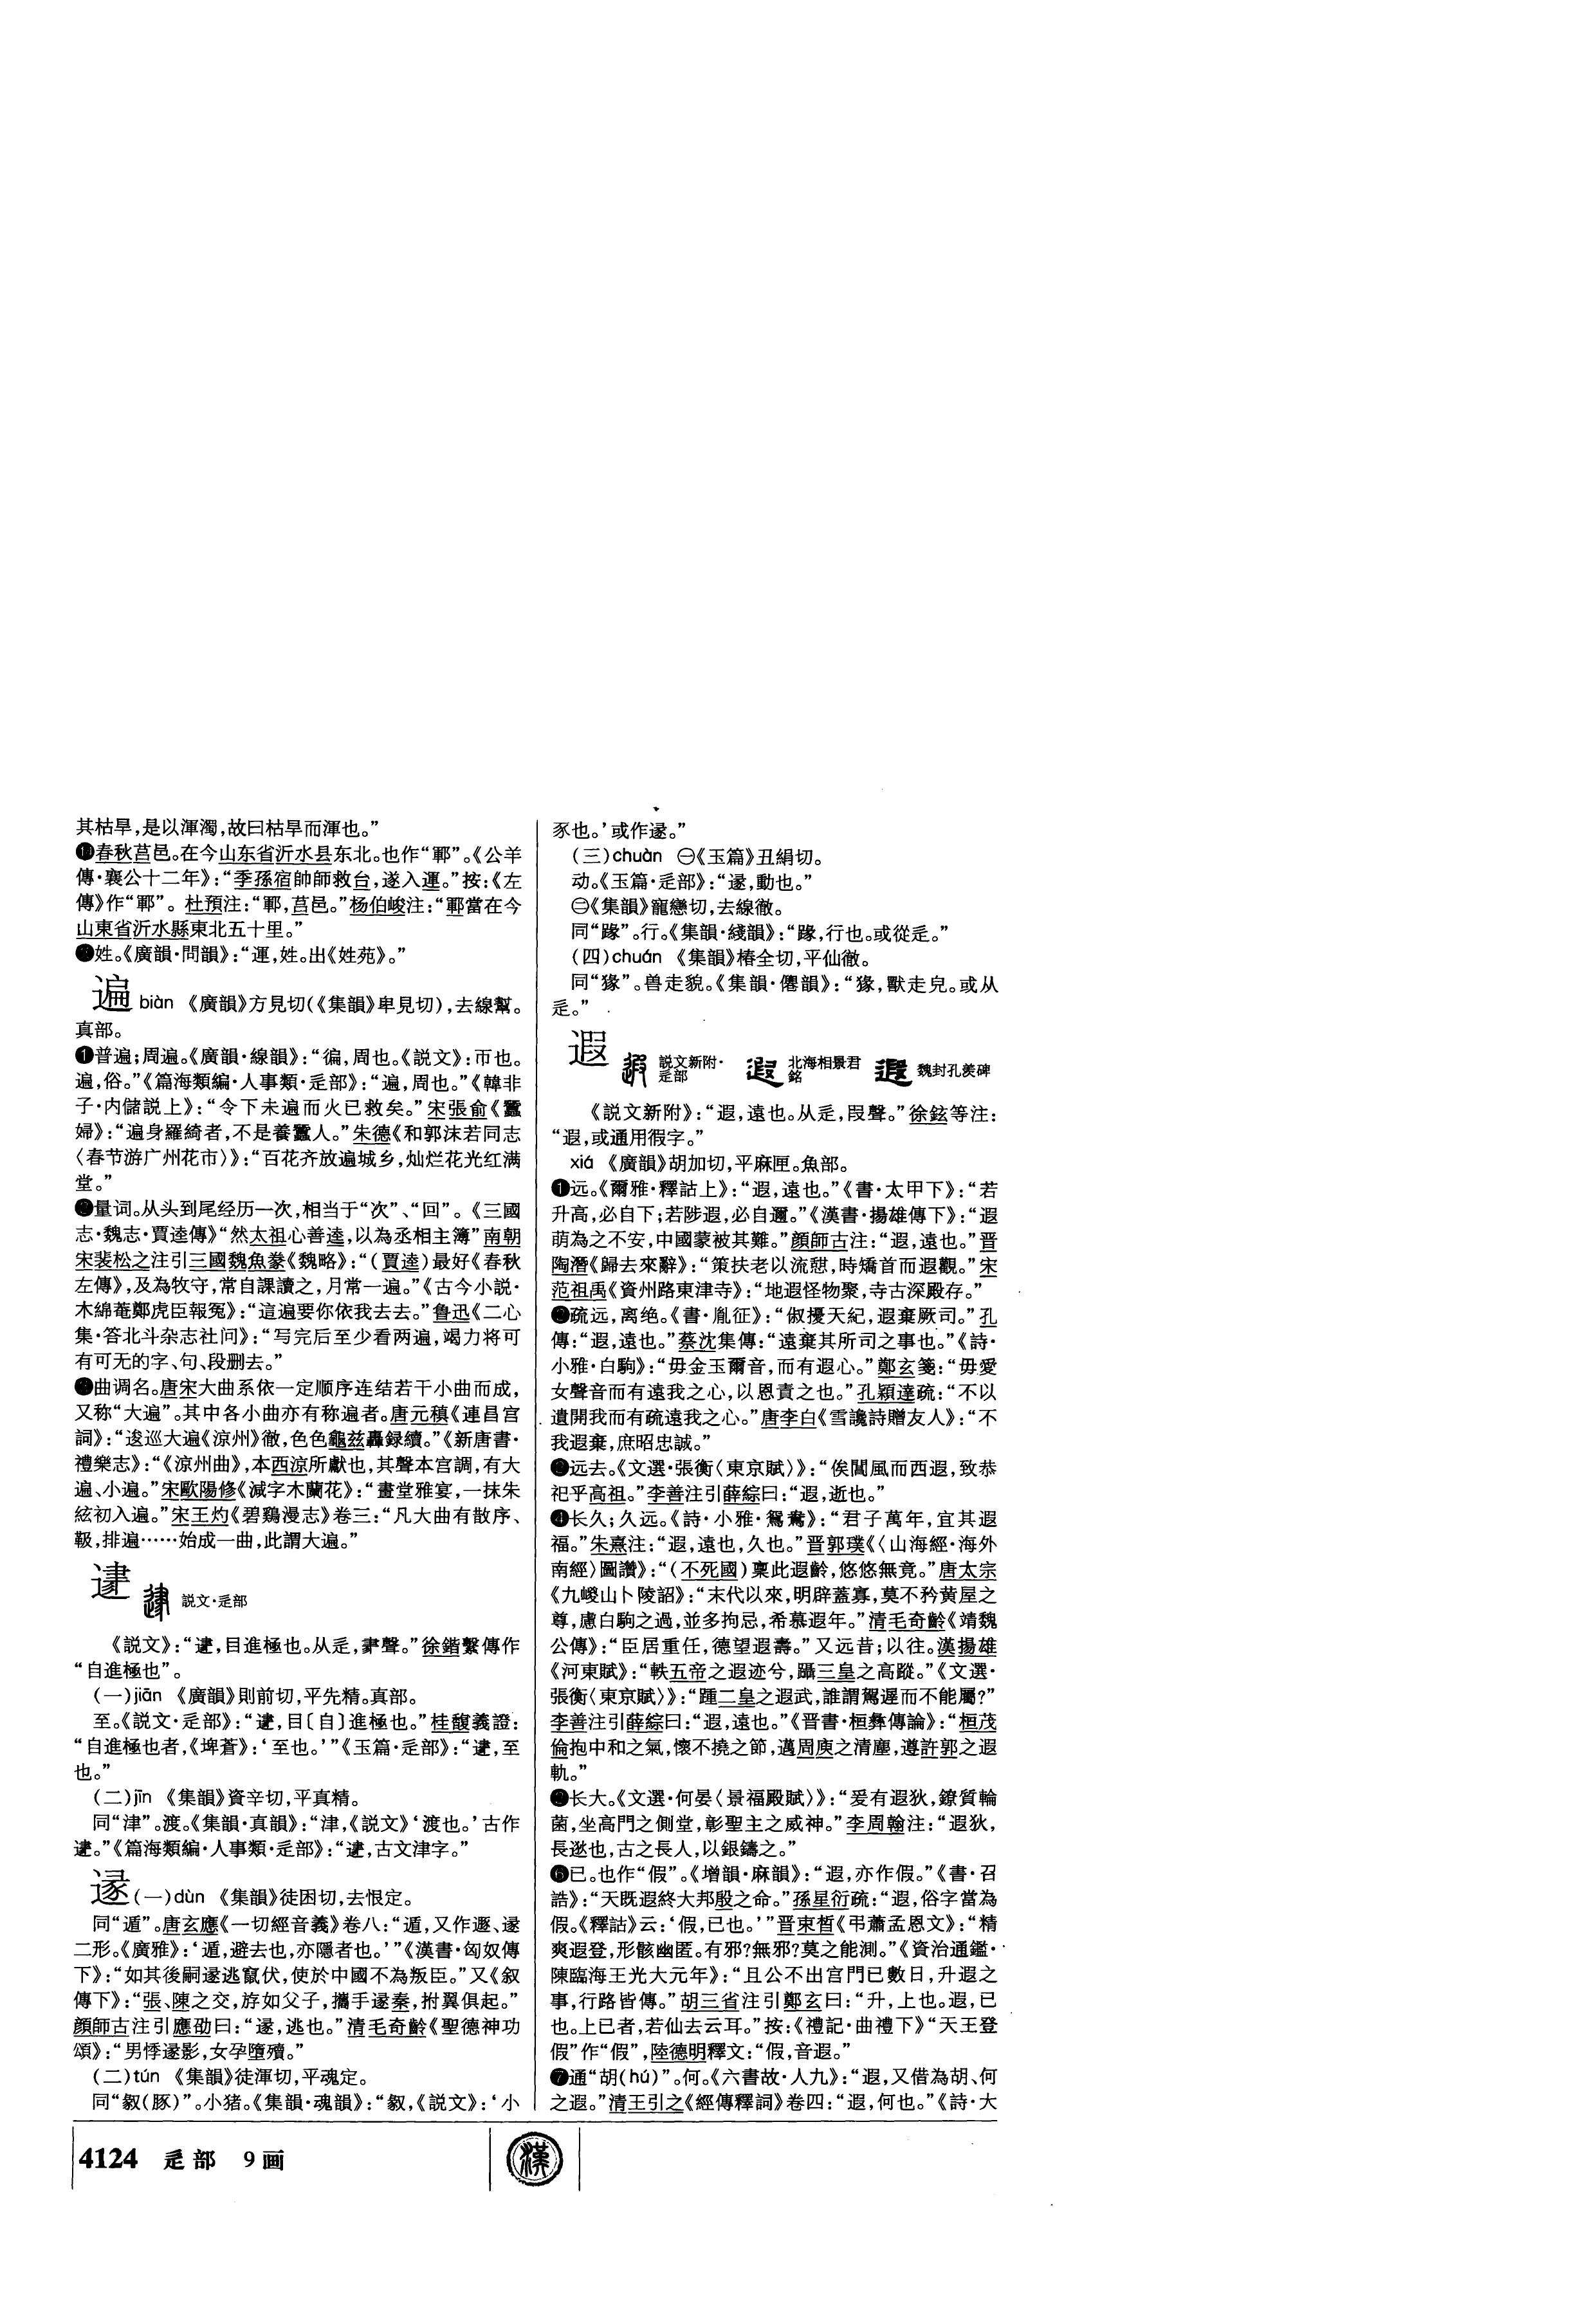 其枯旱,是以渾濁,故曰枯旱而渾也。”
⓫春秋莒邑。在今山东省沂水县东北。也作“鄆”。《公羊
傳·襄公十二年》:“季孫宿帥師救台,遂入運。”按:《左
傳》作“鄆”。杜預注:“鄆,莒邑。”杨伯峻注:“鄆當在今
山東省沂水縣東北五十里。”
姓。《廣韻·問韻》:“運,姓。出《姓苑》。”
遍 biàn 《廣韻》方見切(《集韻》卑見切),去線幫。
真部。
❶普遍;周遍。《廣韻·線韻》:“徧,周也。《説文》:帀也。
遍,俗。”《篇海類編·人事類·辵部》:“遍,周也。”《韓非
子·内儲説上》:“令下未遍而火已救矣。”宋張俞《蠶
婦》:“遍身羅綺者,不是養蠶人。”朱德《和郭沫若同志
〈春节游广州花市〉》:“百花齐放遍城乡,灿烂花光红满
堂。”
❷量词。从头到尾经历一次,相当于“次”、“回”。《三國
志·魏志·賈逵傳》“然太祖心善逵,以為丞相主簿”南朝
宋裴松之注引三國魏魚豢《魏略》:“(賈逵)最好《春秋
左傳》,及為牧守,常自課讀之,月常一遍。”《古今小説·
木綿菴鄭虎臣報冤》:“這遍要你依我去去。”鲁迅《二心
集·答北斗杂志社问》:“写完后至少看两遍,竭力将可
有可无的字、句、段删去。”
❸曲调名。唐宋大曲系依一定顺序连结若干小曲而成,
又称“大遍”。其中各小曲亦有称遍者。唐元稹《連昌宫
詞》:“逡巡大遍《涼州》徹,色色龜兹轟録續。”《新唐書·
禮樂志》:“《涼州曲》,本西涼所獻也,其聲本宫調,有大
遍、小遍。”宋歐陽修《減字木蘭花》:“畫堂雅宴,一抹朱
絃初入遍。”宋王灼《碧鷄漫志》卷三:“凡大曲有散序、
靸,排遍……始成一曲,此謂大遍。”
𨕣 説文·辵部
《説文》:“𨕣,目進極也。从辵,𦘔聲。”徐鍇繫傳作
“自進極也”。
(一)jiān 《廣韻》則前切,平先精。真部。
至。《説文·辵部》:“𨕣,目〔自〕進極也。”桂馥義證:
“自進極也者,《埤蒼》:‘至也。’”《玉篇·辵部》:“𨕣,至
也。”
(二)jīn 《集韻》資辛切,平真精。
同“津”。渡。《集韻·真韻》:“津,《説文》‘渡也。’古作
𨕣。”《篇海類編·人事類·辵部》:“𨕣,古文津字。”
遂(一)dùn 《集韻》徒困切,去恨定。
同“遁”。唐玄應《一切經音義》卷八:“遁,又作遯、遂
二形。《廣雅》:‘遁,避去也,亦隱者也。’”《漢書·匈奴傳
下》:“如其後嗣遂逃竄伏,使於中國不為叛臣。”又《叙
傳下》:“張、陳之交,斿如父子,攜手遂秦,拊翼俱起。”
顔師古注引應劭曰:“遂,逃也。”清毛奇齡《聖德神功
頌》:“男悸遂影,女孕墮殰。”
(二)tún 《集韻》徒渾切,平魂定。
同“㕠(豚)”。小猪。《集韻·魂韻》:“㕠,《説文》:‘小
豕也。’或作遂。”
(三)chuàn ㊀《玉篇》丑絹切。
动。《玉篇·辵部》:“遂,動也。”
㊁《集韻》寵戀切,去線徹。
同“𨄔”。行。《集韻·綫韻》:“𨄔,行也。或從辵。”
(四)chuán 《集韻》椿全切,平仙徹。
同“猭”。兽走貌。《集韻·僊韻》:“猭,獸走皃。或从
辵。”
遐 説文新附·辵部 北海相景君銘 魏封孔羨碑
《説文新附》:“遐,遠也。从辵,叚聲。”徐鉉等注:
“遐,或通用徦字。”
xiá 《廣韻》胡加切,平麻匣。魚部。
❶远。《爾雅·釋詁上》:“遐,遠也。”《書·太甲下》:“若
升高,必自下;若陟遐,必自邇。”《漢書·揚雄傳下》:“遐
萌為之不安,中國蒙被其難。”顔師古注:“遐,遠也。”晋
陶潛《歸去來辭》:“策扶老以流憩,時矯首而遐觀。”宋
范祖禹《資州路東津寺》:“地遐怪物聚,寺古深殿存。”
❷疏远,离绝。《書·胤征》:“俶擾天紀,遐棄厥司。”孔
傳:“遐,遠也。”蔡沈集傳:“遠棄其所司之事也。”《詩·
小雅·白駒》:“毋金玉爾音,而有遐心。”鄭玄箋:“毋愛
女聲音而有遠我之心,以恩責之也。”孔穎達疏:“不以
遺開我而有疏遠我之心。”唐李白《雪讒詩贈友人》:“不
我遐棄,庶昭忠誠。”
❸远去。《文選·張衡〈東京賦〉》:“俟閶風而西遐,致恭
祀乎高祖。”李善注引薛綜曰:“遐,逝也。”
❹长久;久远。《詩·小雅·鴛鴦》:“君子萬年,宜其遐
福。”朱熹注:“遐,遠也,久也。”晋郭璞《〈山海經·海外
南經〉圖讚》:“(不死國)稟此遐齡,悠悠無竟。”唐太宗
《九嵕山卜陵詔》:“末代以來,明辟蓋寡,莫不矜黄屋之
尊,慮白駒之過,並多拘忌,希慕遐年。”清毛奇齡《靖魏
公傳》:“臣居重任,德望遐壽。”又远昔;以往。漢揚雄
《河東賦》:“軼五帝之遐迹兮,躡三皇之高蹤。”《文選·
張衡〈東京賦〉》:“踵二皇之遐武,誰謂駕遲而不能屬?”
李善注引薛綜曰:“遐,遠也。”《晋書·桓彝傳論》:“桓茂
倫抱中和之氣,懷不撓之節,邁周庾之清塵,遵許郭之遐
軌。”
❺长大。《文選·何晏〈景福殿賦〉》:“爰有遐狄,鐐質輪
菌,坐高門之側堂,彰聖主之威神。”李周翰注:“遐狄,
長逖也,古之長人,以銀鑄之。”
❻已。也作“假”。《增韻·麻韻》:“遐,亦作假。”《書·召
誥》:“天既遐終大邦殷之命。”孫星衍疏:“遐,俗字當為
假。《釋詁》云:‘假,已也。’”晋束晳《弔蕭孟恩文》:“精
爽遐登,形骸幽匿。有邪?無邪?莫之能測。”《資治通鑑·
陳臨海王光大元年》:“且公不出宫門已數日,升遐之
事,行路皆傳。”胡三省注引鄭玄曰:“升,上也。遐,已
也。上已者,若仙去云耳。”按:《禮記·曲禮下》“天王登
假”作“假”,陸德明釋文:“假,音遐。”
❼通“胡(hú)”。何。《六書故·人九》:“遐,又借為胡、何
之遐。”清王引之《經傳釋詞》卷四:“遐,何也。”《詩·大
4124 辵部 9画
漢